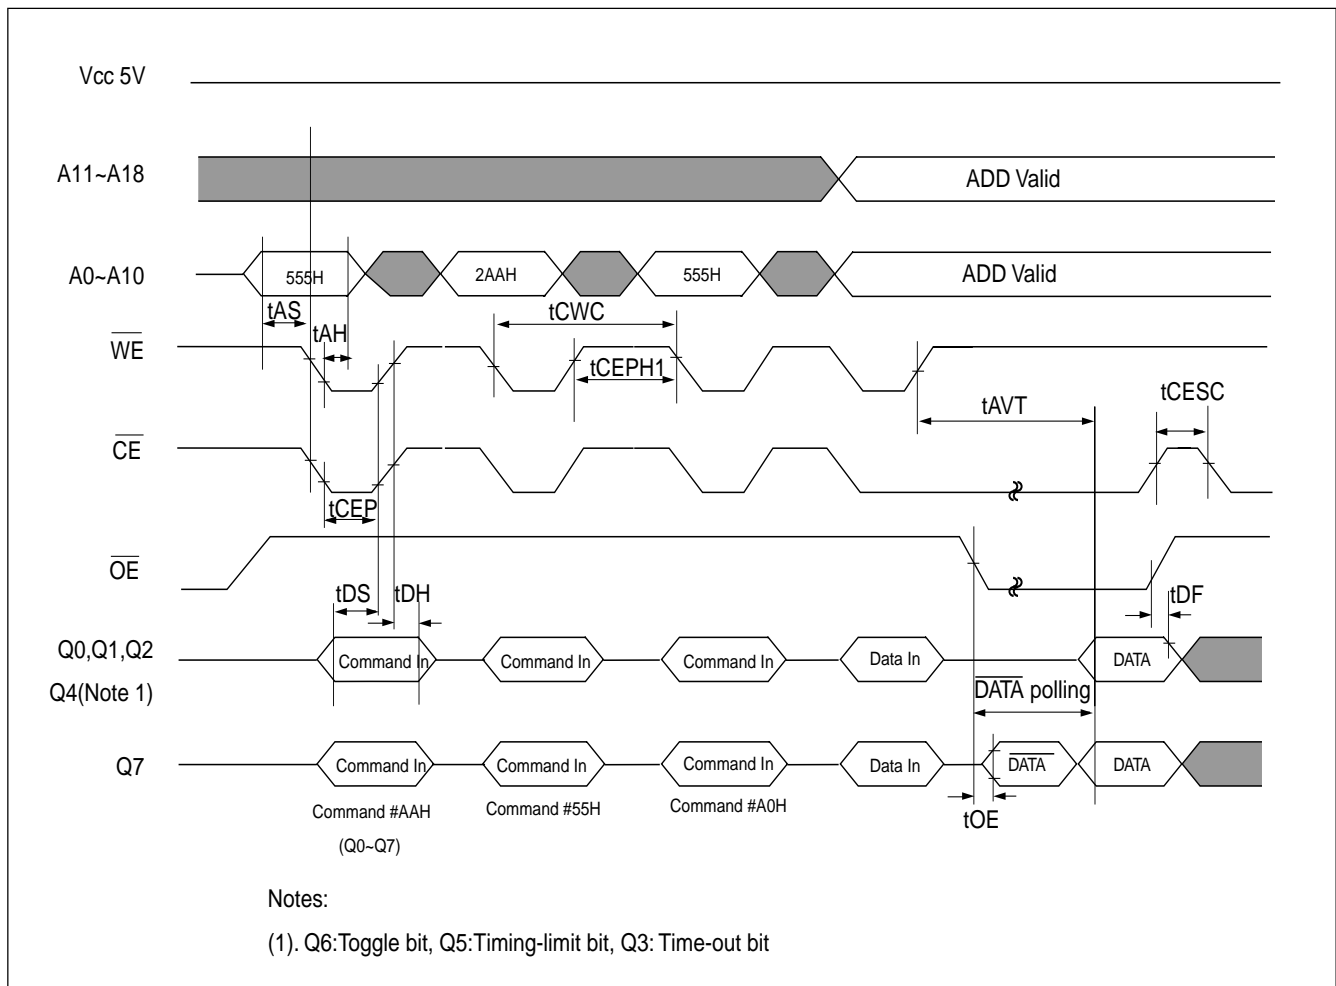 Vcc 5V
A11~A18
ADD Valid
A0~A10
555H
2AAH
555H
ADD Valid
tAS
tAH
tCWC
WE
tCEPH1
tAVT
tCESC
CE
tCEP
OE
tDS
tDH
tDF
Q0,Q1,Q2
Command In
Command In
Command In
Data In
DATA
Q4(Note 1)
DATA polling
Q7
Command In
Command In
Command In
Data In
DATA
DATA
Command #AAH
Command #55H
Command #A0H
tOE
(Q0~Q7)
Notes:
(1). Q6:Toggle bit, Q5:Timing-limit bit, Q3: Time-out bit